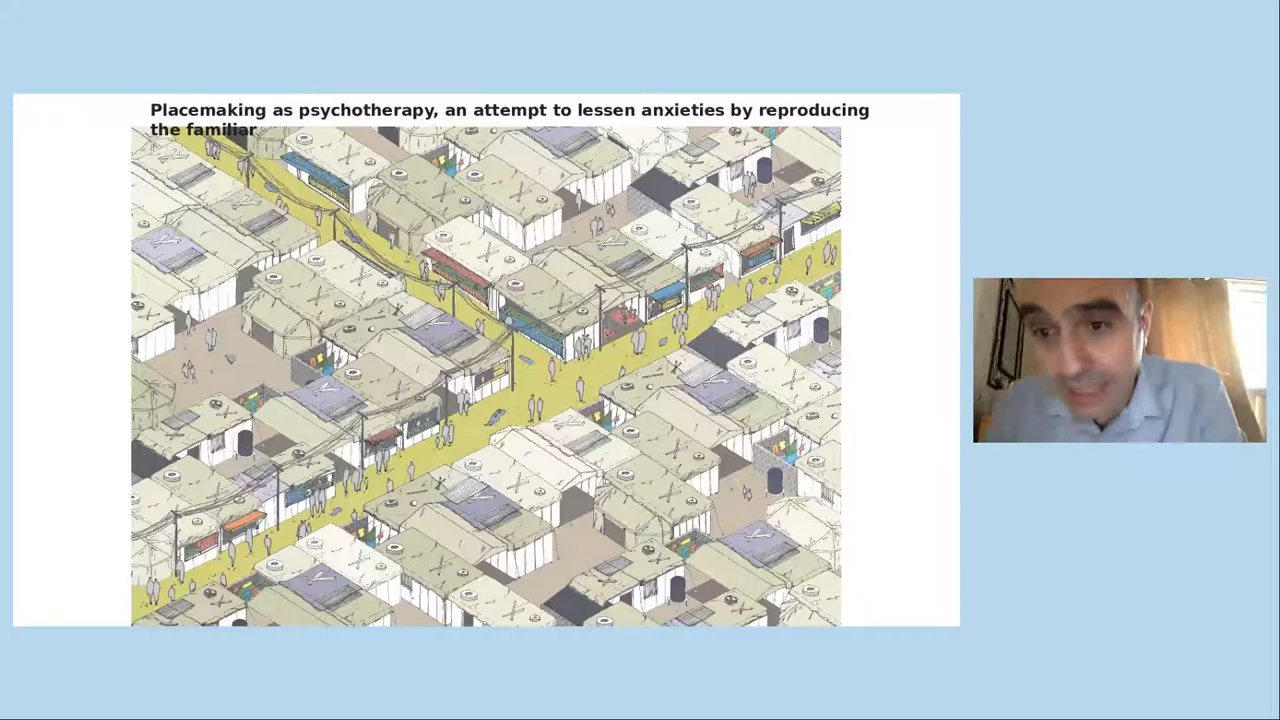 Placemaking as psychotherapy, an attempt to lessen anxieties by reproducing
the familiar